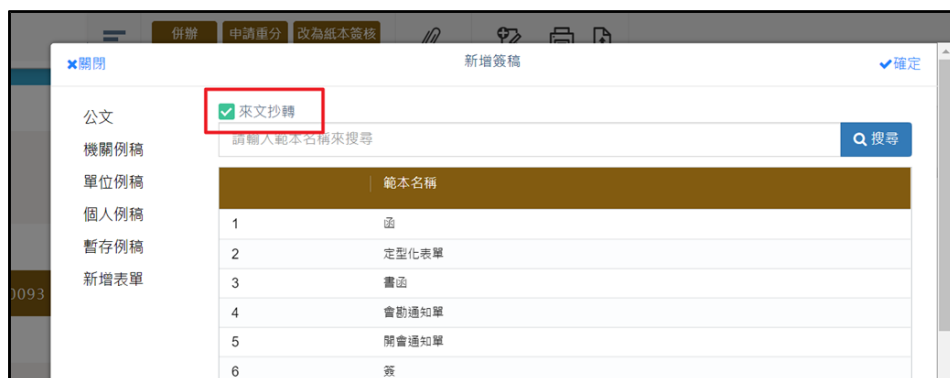 併辦 申請重分 改為紙本簽核
關閉 新增簽稿 確定
公文
機關例稿
單位例稿
個人例稿
暫存例稿
新增表單
0093
來文抄轉
請輸入範本名稱來搜尋 搜尋
範本名稱
1 函
2 定型化表單
3 書函
4 會勘通知單
5 開會通知單
6 簽